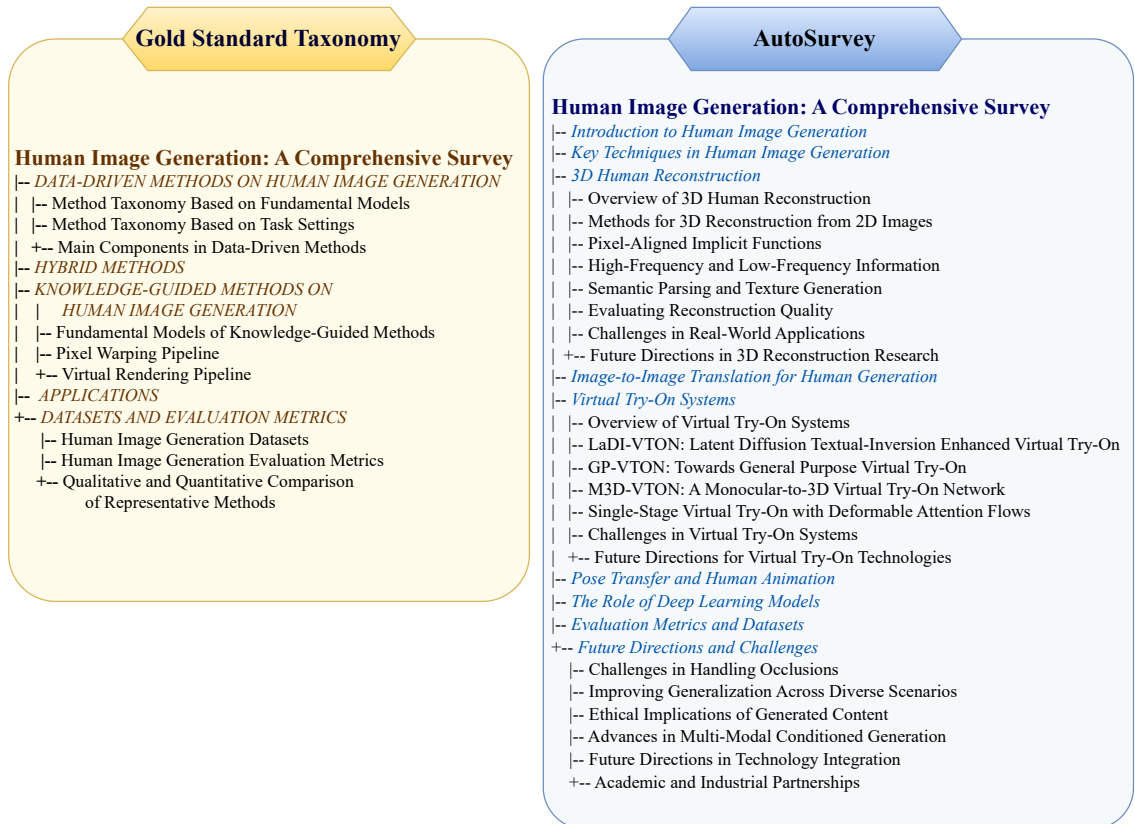 Gold Standard Taxonomy
Human Image Generation: A Comprehensive Survey
|-- DATA-DRIVEN METHODS ON HUMAN IMAGE GENERATION
| |-- Method Taxonomy Based on Fundamental Models
| |-- Method Taxonomy Based on Task Settings
| +-- Main Components in Data-Driven Methods
|-- HYBRID METHODS
|-- KNOWLEDGE-GUIDED METHODS ON
| | HUMAN IMAGE GENERATION
| |-- Fundamental Models of Knowledge-Guided Methods
| |-- Pixel Warping Pipeline
| +-- Virtual Rendering Pipeline
|-- APPLICATIONS
+-- DATASETS AND EVALUATION METRICS
|-- Human Image Generation Datasets
|-- Human Image Generation Evaluation Metrics
+-- Qualitative and Quantitative Comparison
of Representative Methods
AutoSurvey
Human Image Generation: A Comprehensive Survey
|-- Introduction to Human Image Generation
|-- Key Techniques in Human Image Generation
|-- 3D Human Reconstruction
| |-- Overview of 3D Human Reconstruction
| |-- Methods for 3D Reconstruction from 2D Images
| |-- Pixel-Aligned Implicit Functions
| |-- High-Frequency and Low-Frequency Information
| |-- Semantic Parsing and Texture Generation
| |-- Evaluating Reconstruction Quality
| |-- Challenges in Real-World Applications
| +-- Future Directions in 3D Reconstruction Research
|-- Image-to-Image Translation for Human Generation
|-- Virtual Try-On Systems
| |-- Overview of Virtual Try-On Systems
| |-- LaDI-VTON: Latent Diffusion Textual-Inversion Enhanced Virtual Try-On
| |-- GP-VTON: Towards General Purpose Virtual Try-On
| |-- M3D-VTON: A Monocular-to-3D Virtual Try-On Network
| |-- Single-Stage Virtual Try-On with Deformable Attention Flows
| |-- Challenges in Virtual Try-On Systems
| +-- Future Directions for Virtual Try-On Technologies
|-- Pose Transfer and Human Animation
|-- The Role of Deep Learning Models
|-- Evaluation Metrics and Datasets
+-- Future Directions and Challenges
|-- Challenges in Handling Occlusions
|-- Improving Generalization Across Diverse Scenarios
|-- Ethical Implications of Generated Content
|-- Advances in Multi-Modal Conditioned Generation
|-- Future Directions in Technology Integration
+-- Academic and Industrial Partnerships